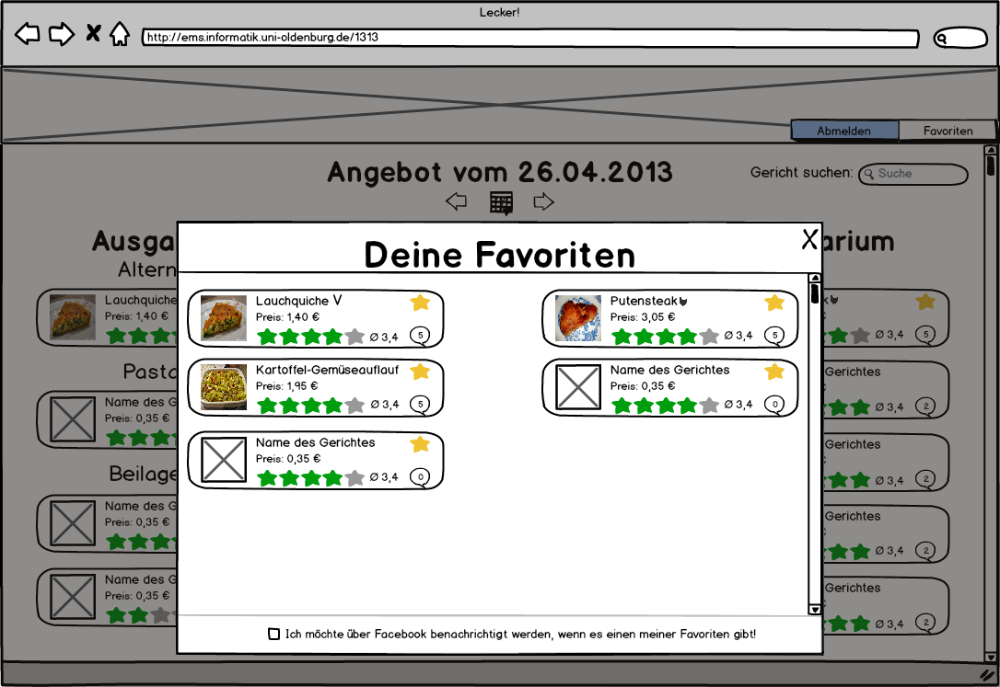 Lecker!
http://ems.informatik.uni-oldenburg.de/1313
Abmelden
Favoriten
Angebot vom 26.04.2013
Gericht suchen:
Suche
Ausga
arium
Altern
Lauchquiche
Preis: 1,40 €
Pasta
Name des G
Preis: 0,35 €
Beilage
Name des G
Preis: 0,35 €
Name des G
Preis: 0,35 €
Deine Favoriten
X
Lauchquiche V
Preis: 1,40 €
Ø 3,4
5
Kartoffel-Gemüseauflauf
Preis: 1,95 €
Ø 3,4
5
Name des Gerichtes
Preis: 0,35 €
Ø 3,4
0
Putensteak
Preis: 3,05 €
Ø 3,4
5
Name des Gerichtes
Preis: 0,35 €
Ø 3,4
0
Ich möchte über Facebook benachrichtigt werden, wenn es einen meiner Favoriten gibt!
k
Ø 3,4
5
Gerichtes
€
Ø 3,4
2
Gerichtes
€
Ø 3,4
2
Gerichtes
€
Ø 3,4
2
Gerichtes
€
Ø 3,4
2